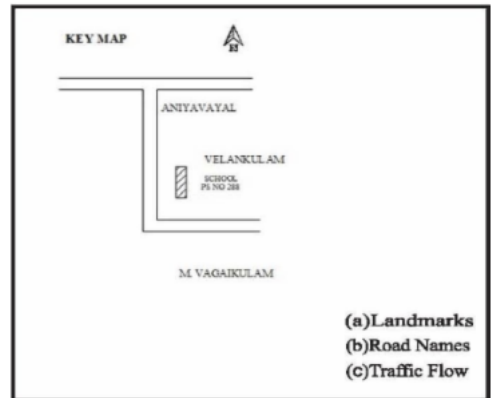 KEY MAP
N
ANIYAVAYAL
VELANKULAM
SCHOOL
PS NO 288
M. VAGAIKULAM
(a)Landmarks
(b)Road Names
(c)Traffic Flow